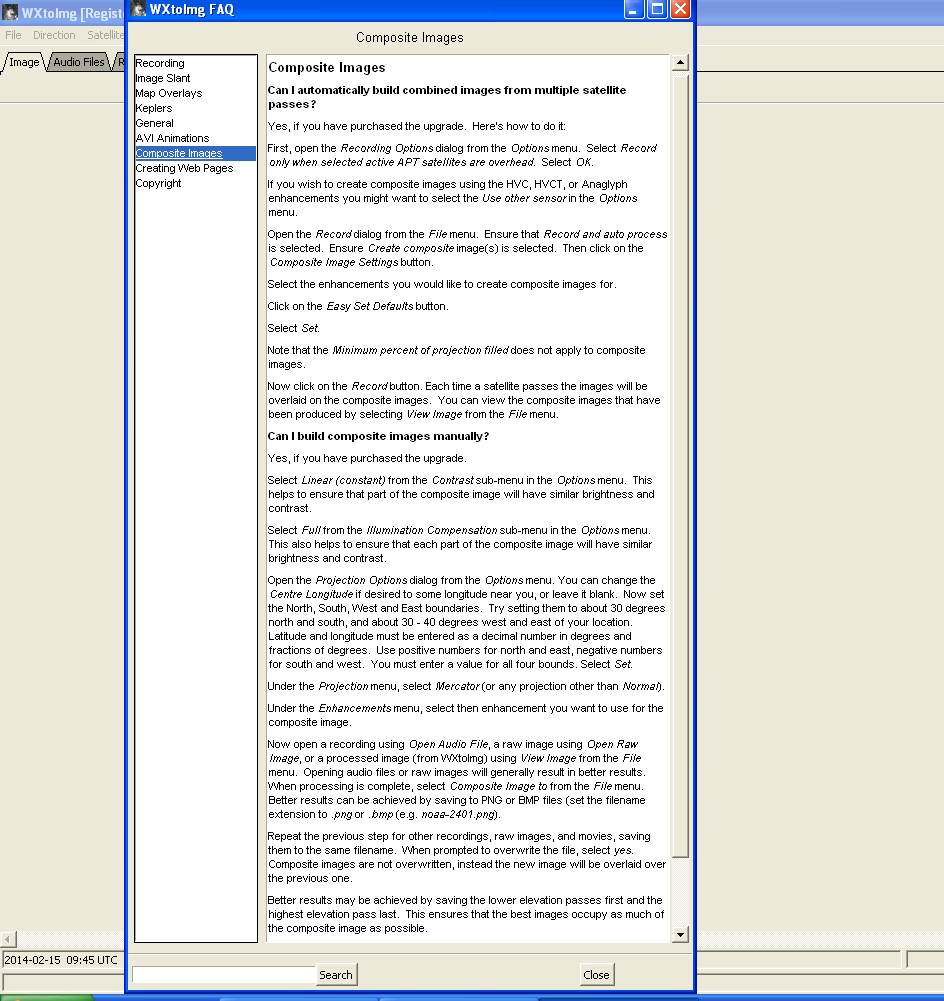 WXtoImg [Regist
WXtoImg FAQ
File Direction Satellite
Composite Images
Image
Audio Files
R
Recording
Image Slant
Map Overlays
Keplers
General
AVI Animations
Composite Images
Creating Web Pages
Copyright
Composite Images
Can I automatically build combined images from multiple satellite
passes?
Yes, if you have purchased the upgrade. Here's how to do it:
First, open the Recording Options dialog from the Options menu. Select Record
only when selected active APT satellites are overhead. Select OK.
If you wish to create composite images using the HVC, HVCT, or Anaglyph
enhancements you might want to select the Use other sensor in the Options
menu.
Open the Record dialog from the File menu. Ensure that Record and auto process
is selected. Ensure Create composite image(s) is selected. Then click on the
Composite Image Settings button.
Select the enhancements you would like to create composite images for.
Click on the Easy Set Defaults button.
Select Set.
Note that the Minimum percent of projection filled does not apply to composite
images.
Now click on the Record button. Each time a satellite passes the images will be
overlaid on the composite images. You can view the composite images that have
been produced by selecting View Image from the File menu.
Can I build composite images manually?
Yes, if you have purchased the upgrade.
Select Linear (constant) from the Contrast sub-menu in the Options menu. This
helps to ensure that part of the composite image will have similar brightness and
contrast.
Select Full from the Illumination Compensation sub-menu in the Options menu.
This also helps to ensure that each part of the composite image will have similar
brightness and contrast.
Open the Projection Options dialog from the Options menu. You can change the
Centre Longitude if desired to some longitude near you, or leave it blank. Now set
the North, South, West and East boundaries. Try setting them to about 30 degrees
north and south, and about 30 - 40 degrees west and east of your location.
Latitude and longitude must be entered as a decimal number in degrees and
fractions of degrees. Use positive numbers for north and east, negative numbers
for south and west. You must enter a value for all four bounds. Select Set.
Under the Projection menu, select Mercator (or any projection other than Normal).
Under the Enhancements menu, select then enhancement you want to use for the
composite image.
Now open a recording using Open Audio File, a raw image using Open Raw
Image, or a processed image (from WXtoImg) using View Image from the File
menu. Opening audio files or raw images will generally result in better results.
When processing is complete, select Composite Image to from the File menu.
Better results can be achieved by saving to PNG or BMP files (set the filename
extension to .png or .bmp (e.g. noaa-2401.png).
Repeat the previous step for other recordings, raw images, and movies, saving
them to the same filename. When prompted to overwrite the file, select yes.
Composite images are not overwritten, instead the new image will be overlaid over
the previous one.
Better results may be achieved by saving the lower elevation passes first and the
highest elevation pass last. This ensures that the best images occupy as much of
the composite image as possible.
2014-02-15 09:45 UTC
Search
Close